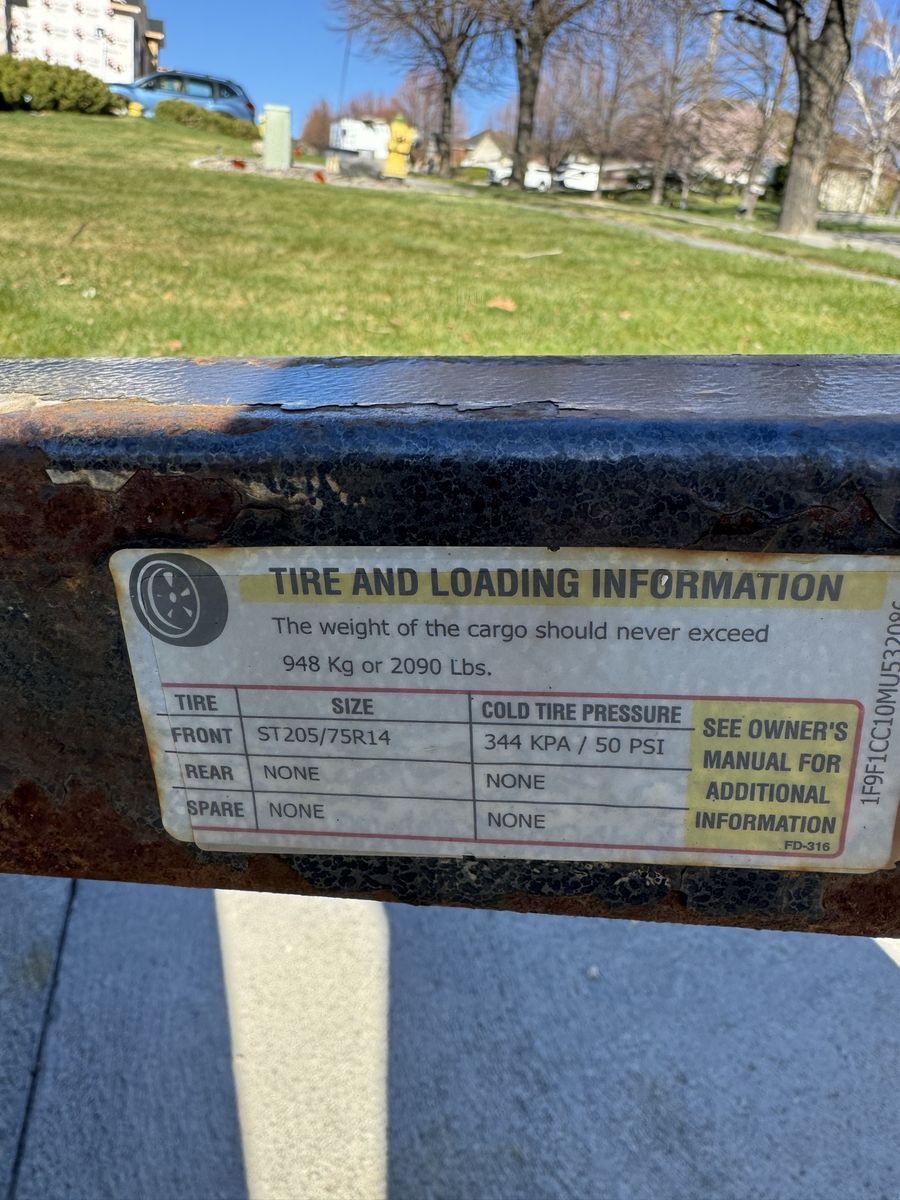 TIRE AND LOADING INFORMATION
The weight of the cargo should never exceed
948 Kg or 2090 Lbs.
TIRE SIZE COLD TIRE PRESSURE
FRONT ST205/75R14 344 KPA / 50 PSI
REAR NONE NONE
SPARE NONE NONE
SEE OWNER'S
MANUAL FOR
ADDITIONAL
INFORMATION
FD-316